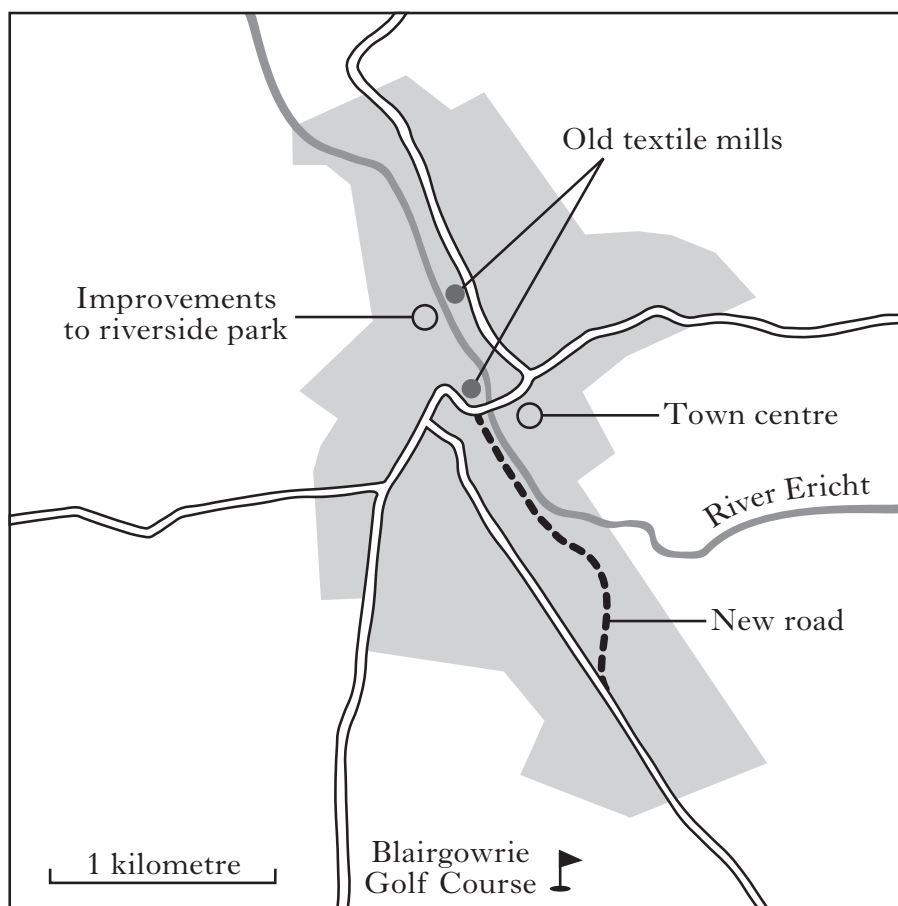 Old textile mills
Improvements
to riverside park
Town centre
River Ericht
New road
1 kilometre
Blairgowrie
Golf Course